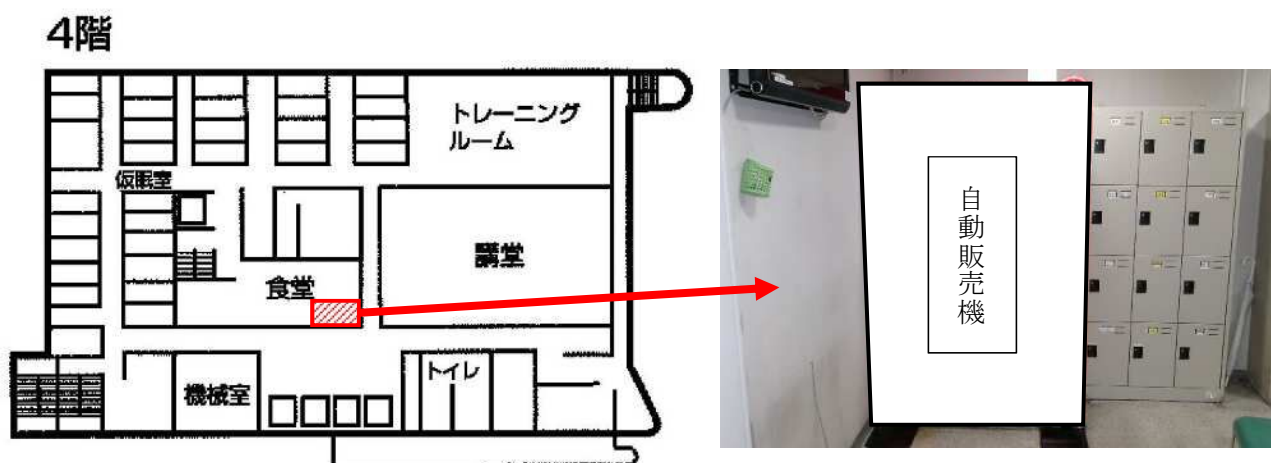 4階
トレーニング
ルーム
仮眠室
講堂
食堂
トイレ
機械室
自動販売機